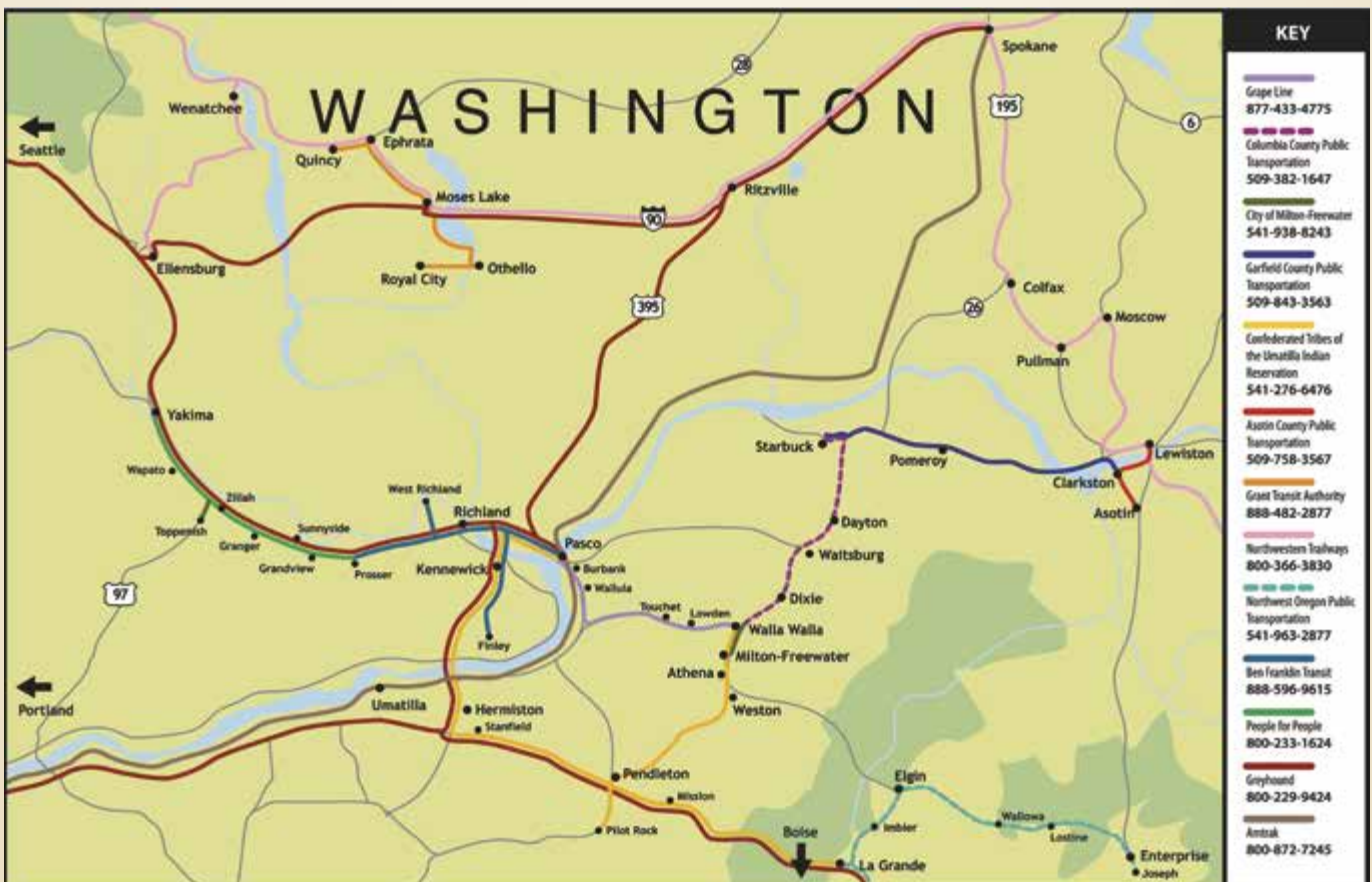 WASHINGTON
Spokane
28
195
6
Wenatchee
Seattle
Quincy
Ephrata
Moses Lake
Ritzville
90
Ellensburg
Royal City
Othello
395
26
Colfax
Moscow
Pullman
Yakima
Wapato
Zillah
Toppenish
Granger
Sunnyside
Grandview
Prosser
West Richland
Richland
Kennewick
Pasco
Burbank
Wallula
Finley
97
Starbuck
Pomeroy
Lewiston
Clarkston
Asotin
Dayton
Waitsburg
Dixie
Touchet
Lowden
Walla Walla
Milton-Freewater
Athena
Weston
Portland
Umatilla
Hermiston
Stanfield
Pendleton
Mission
Pilot Rock
Boise
La Grande
Elgin
Imbler
Wallowa
Lostine
Enterprise
Joseph
KEY
Grape Line
877-433-4775
Columbia County Public
Transportation
509-382-1647
City of Milton-Freewater
541-938-8243
Garfield County Public
Transportation
509-843-3563
Confederated Tribes of
the Umatilla Indian
Reservation
541-276-6476
Asotin County Public
Transportation
509-758-3567
Grant Transit Authority
888-482-2877
Northwestern Trailways
800-366-3830
Northwest Oregon Public
Transportation
541-963-2877
Ben Franklin Transit
888-596-9615
People for People
800-233-1624
Greyhound
800-229-9424
Amtrak
800-872-7245